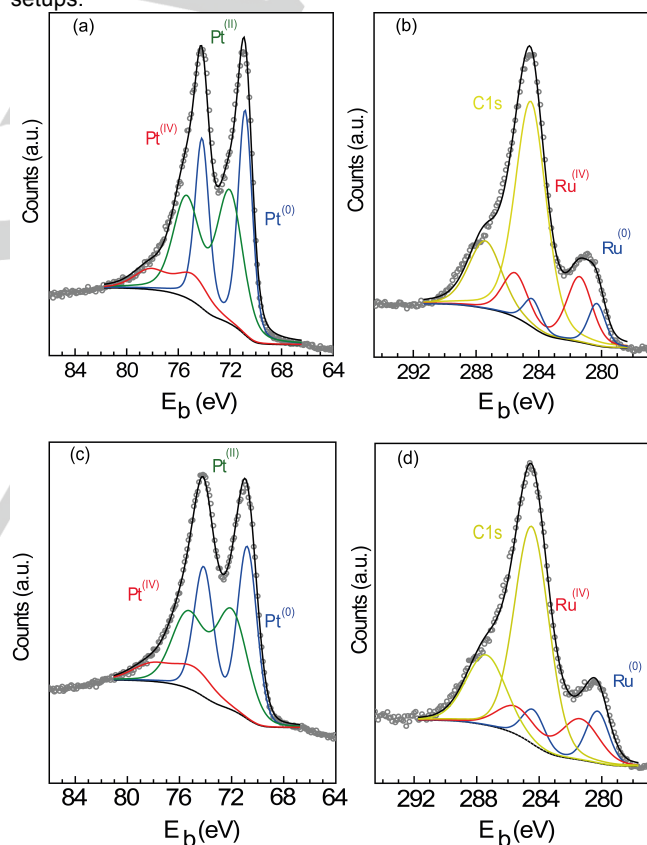 setups.
(a)
Pt(II)
Pt(IV)
Pt(0)
Counts (a.u.)
84 80 76 72 68 64
Eb (eV)
(b)
C1s
Ru(IV)
Ru(0)
Counts (a.u.)
292 288 284 280
Eb (eV)
(c)
Pt(II)
Pt(IV)
Pt(0)
Counts (a.u.)
84 80 76 72 68 64
Eb (eV)
(d)
C1s
Ru(IV)
Ru(0)
Counts (a.u.)
292 288 284 280
Eb (eV)